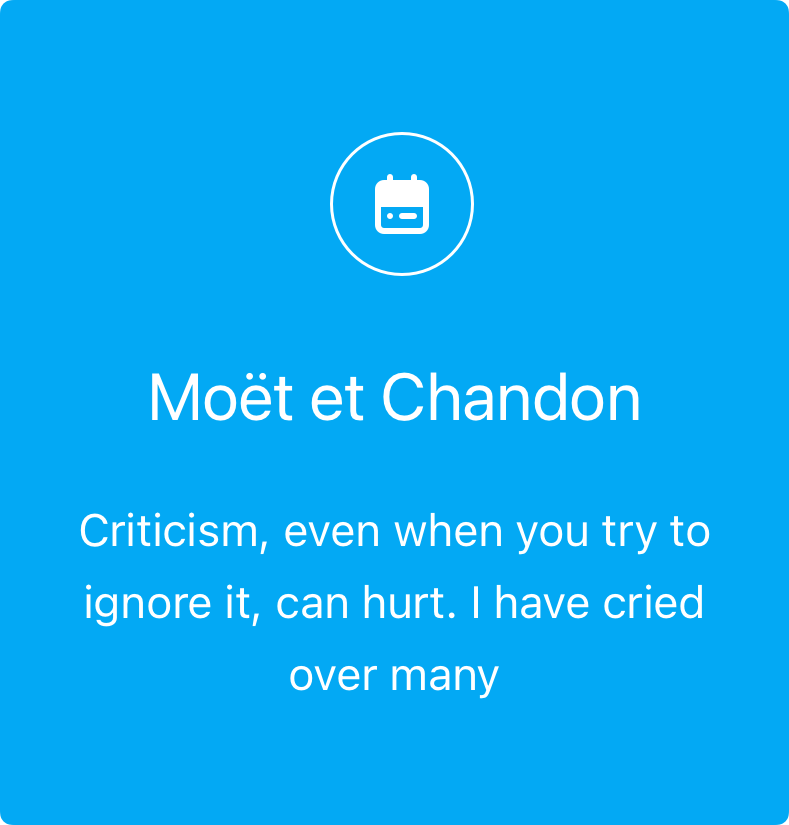 Moët et Chandon
Criticism, even when you try to
ignore it, can hurt. I have cried
over many